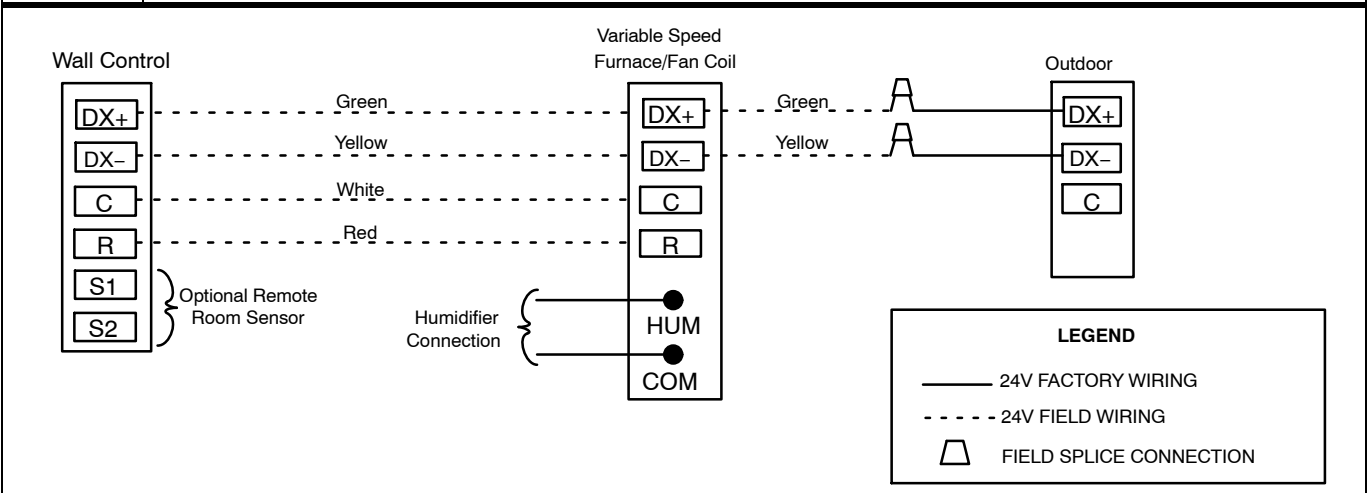 Wall Control
DX+
DX–
C
R
S1
S2
Optional Remote
Room Sensor
Green
Yellow
White
Red
Variable Speed
Furnace/Fan Coil
DX+
DX–
C
R
HUM
COM
Humidifier
Connection
Green
Yellow
Outdoor
DX+
DX–
C
LEGEND
24V FACTORY WIRING
24V FIELD WIRING
FIELD SPLICE CONNECTION